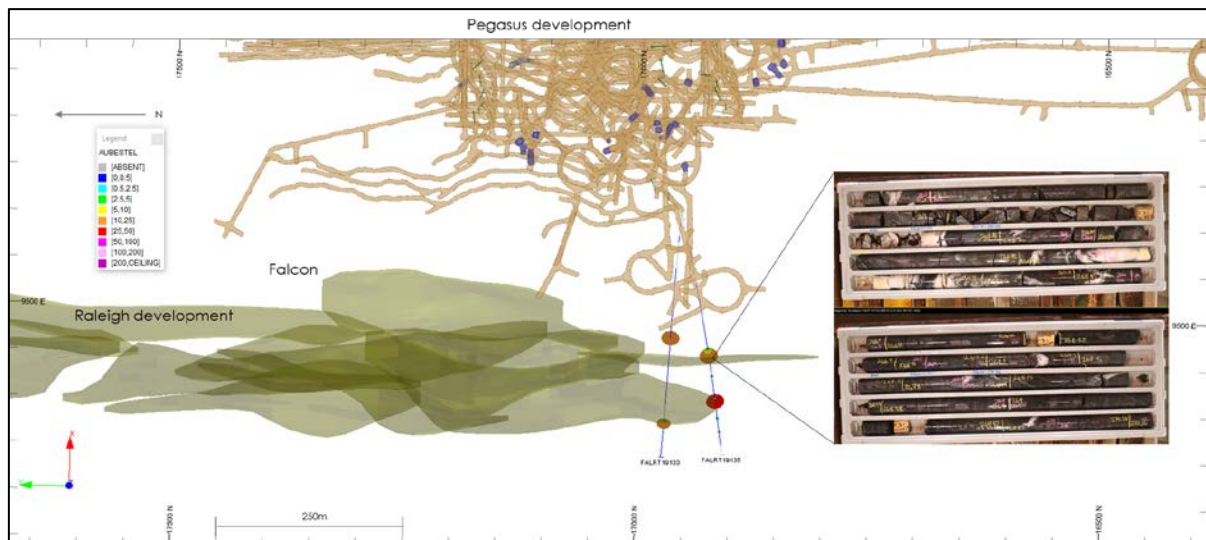 Pegasus development
17500 N
17000 N
16500 N
N
Legend
AUBESTEL
[ABSENT]
[0,0.5]
[0.5,2.5]
[2.5,5]
[5,10]
[10,25]
[25,50]
[50,100]
[100,200]
[200,CEILING]
Falcon
9500 E
9500 E
Raleigh development
X
FALRT19133
FALRT19135
17500 N
17000 N
16500 N
250m